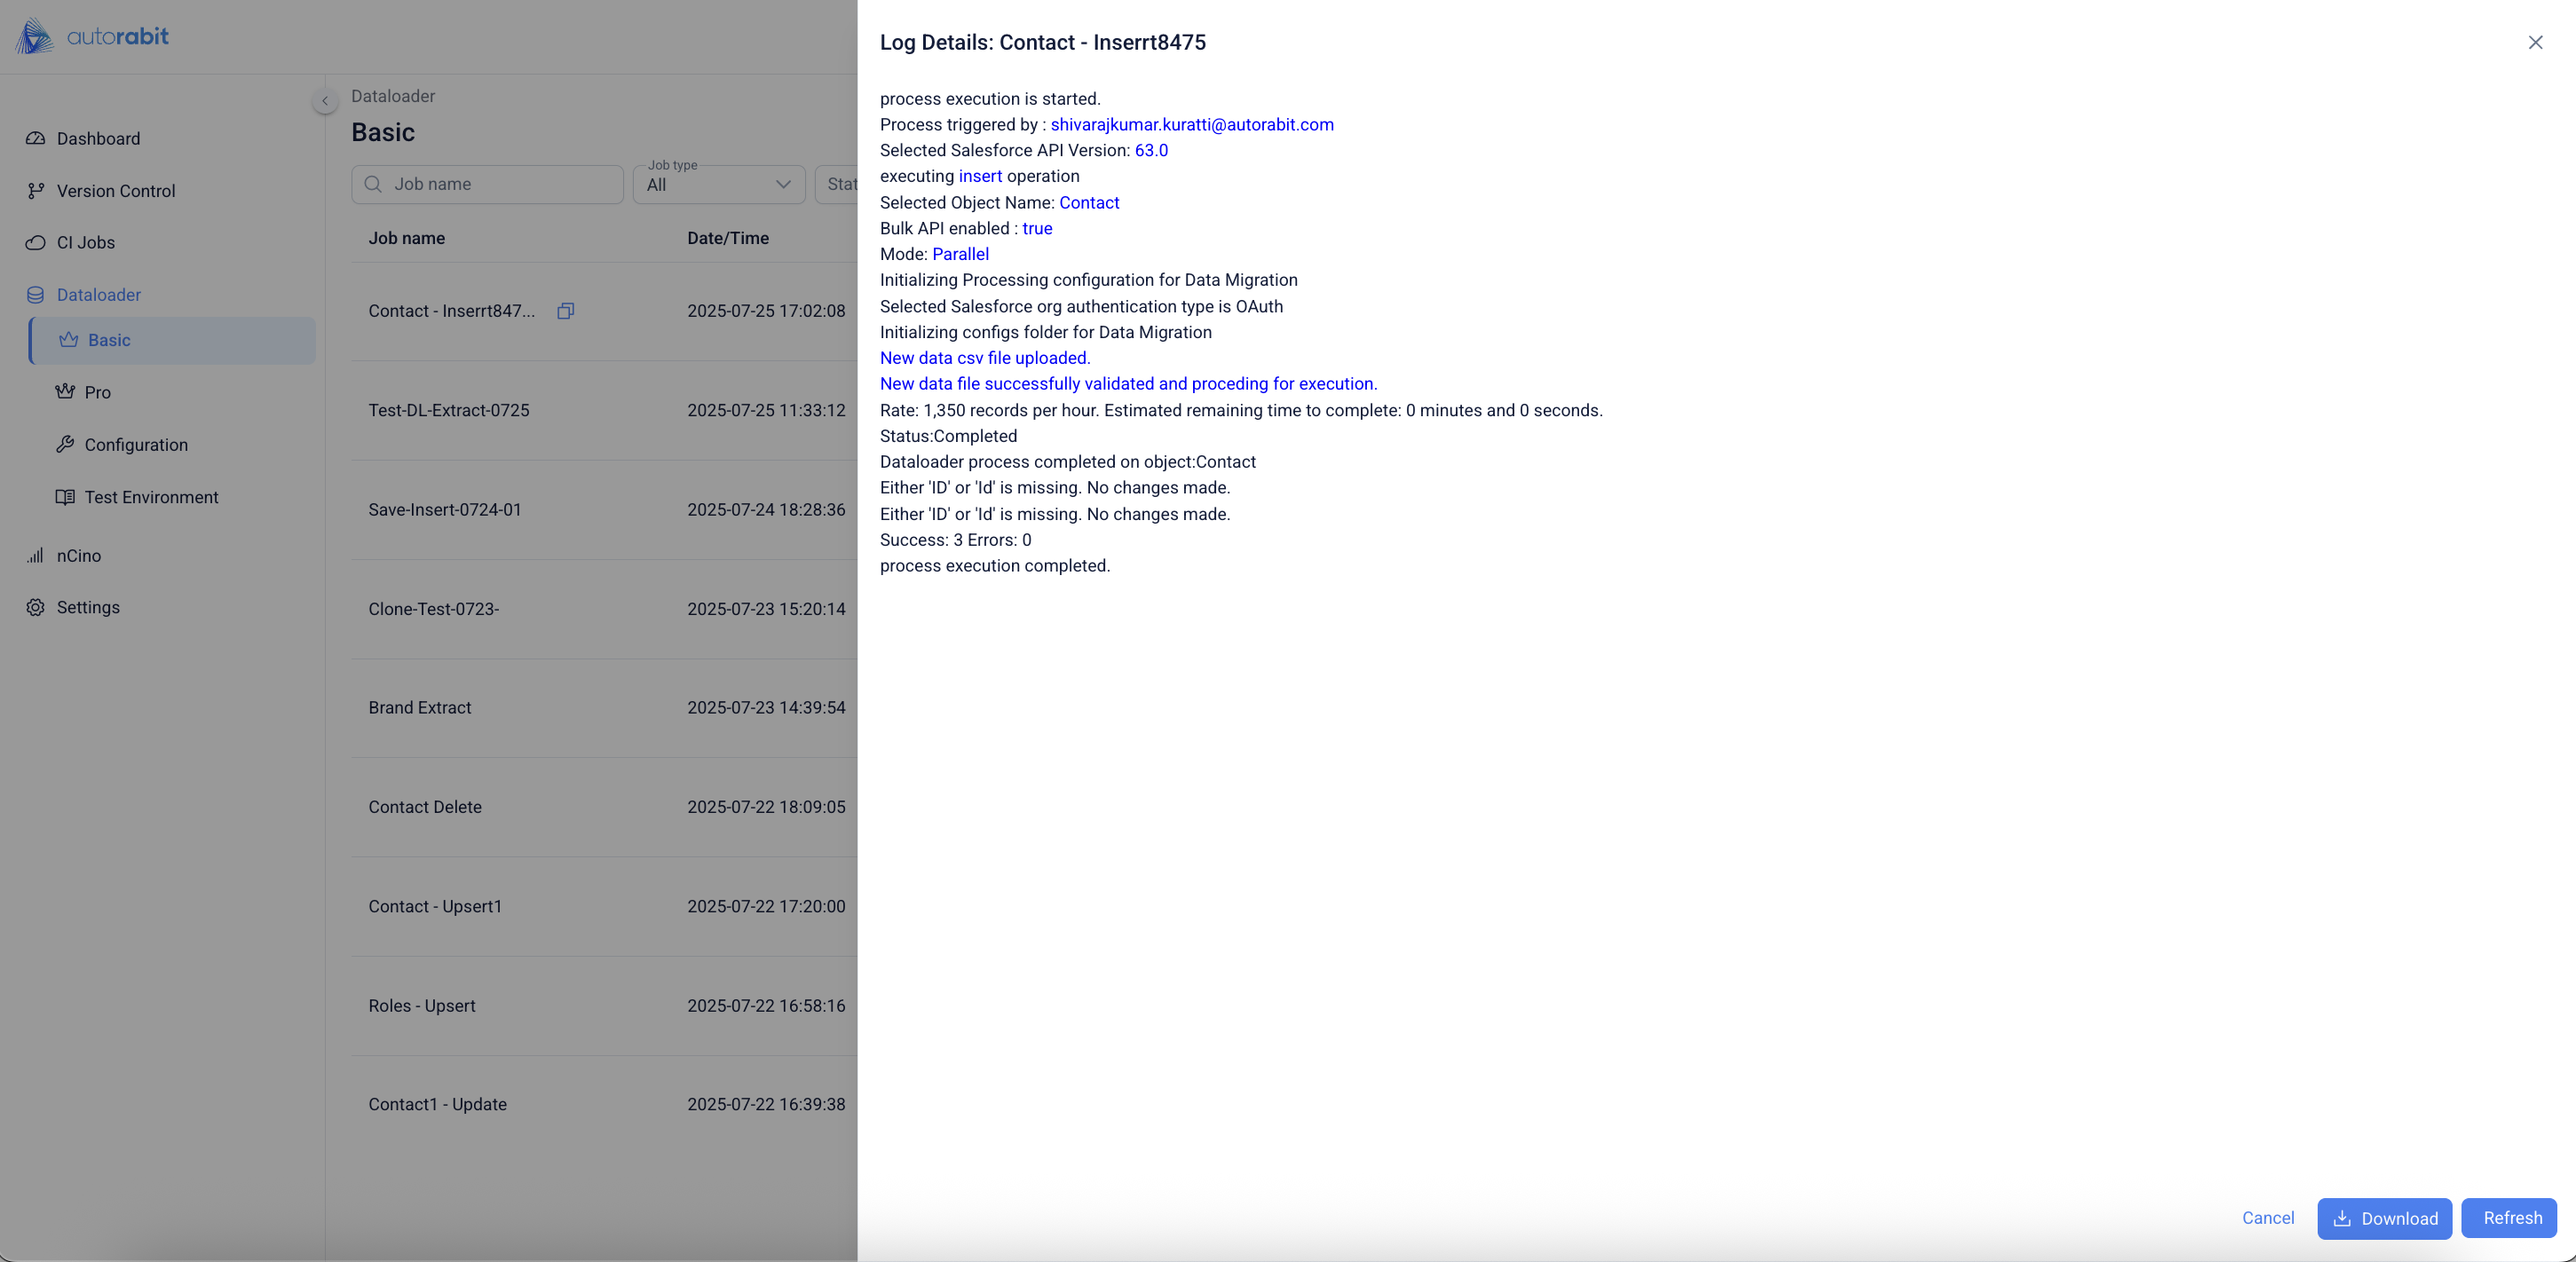 autorabit
Dashboard
Version Control
CI Jobs
Dataloader
Basic
Pro
Configuration
Test Environment
nCino
Settings
Dataloader
Basic
Job name
Job type
All
Stat
Job name Date/Time
Contact - Inserrt847... 2025-07-25 17:02:08
Test-DL-Extract-0725 2025-07-25 11:33:12
Save-Insert-0724-01 2025-07-24 18:28:36
Clone-Test-0723- 2025-07-23 15:20:14
Brand Extract 2025-07-23 14:39:54
Contact Delete 2025-07-22 18:09:05
Contact - Upsert1 2025-07-22 17:20:00
Roles - Upsert 2025-07-22 16:58:16
Contact1 - Update 2025-07-22 16:39:38
Log Details: Contact - Inserrt8475
process execution is started.
Process triggered by : shivarajkumar.kuratti@autorabit.com
Selected Salesforce API Version: 63.0
executing insert operation
Selected Object Name: Contact
Bulk API enabled : true
Mode: Parallel
Initializing Processing configuration for Data Migration
Selected Salesforce org authentication type is OAuth
Initializing configs folder for Data Migration
New data csv file uploaded.
New data file successfully validated and proceding for execution.
Rate: 1,350 records per hour. Estimated remaining time to complete: 0 minutes and 0 seconds.
Status:Completed
Dataloader process completed on object:Contact
Either 'ID' or 'Id' is missing. No changes made.
Either 'ID' or 'Id' is missing. No changes made.
Success: 3 Errors: 0
process execution completed.
Cancel Download Refresh